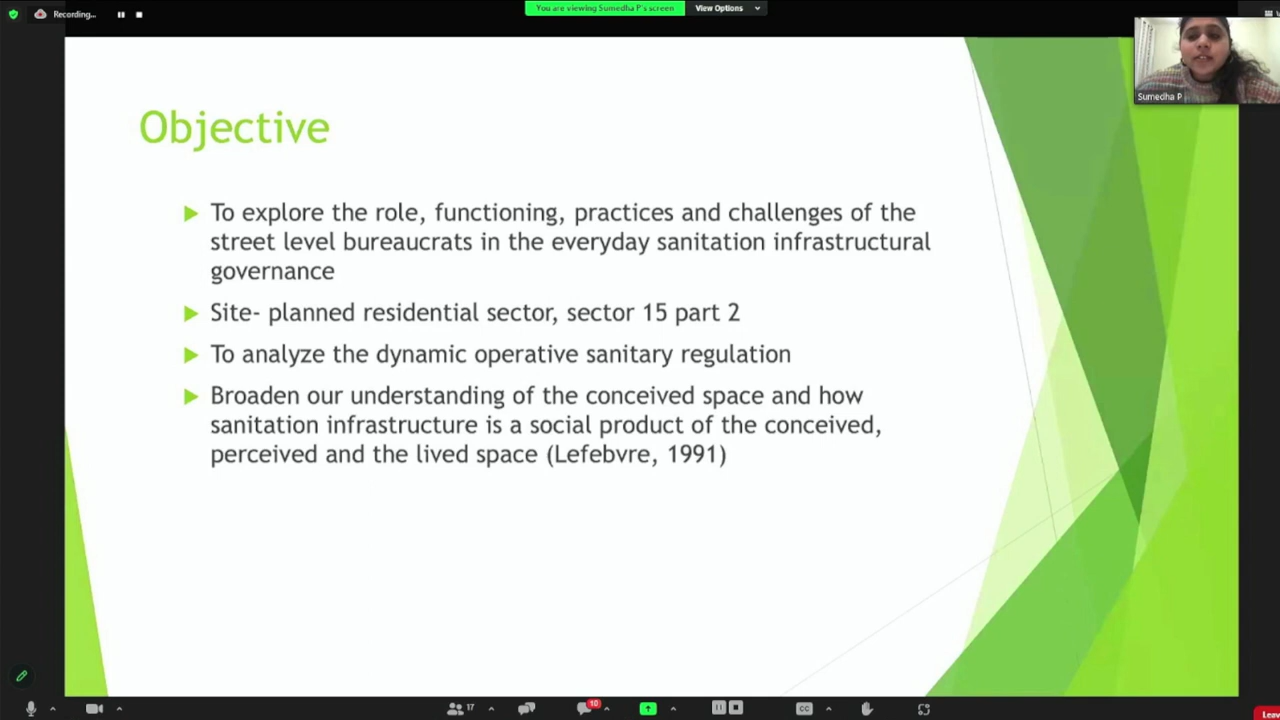 Recording...
You are viewing Sumedha P's screen
View Options
Sumedha P
Objective
To explore the role, functioning, practices and challenges of the
street level bureaucrats in the everyday sanitation infrastructural
governance
Site- planned residential sector, sector 15 part 2
To analyze the dynamic operative sanitary regulation
Broaden our understanding of the conceived space and how
sanitation infrastructure is a social product of the conceived,
perceived and the lived space (Lefebvre, 1991)
17
10
CC